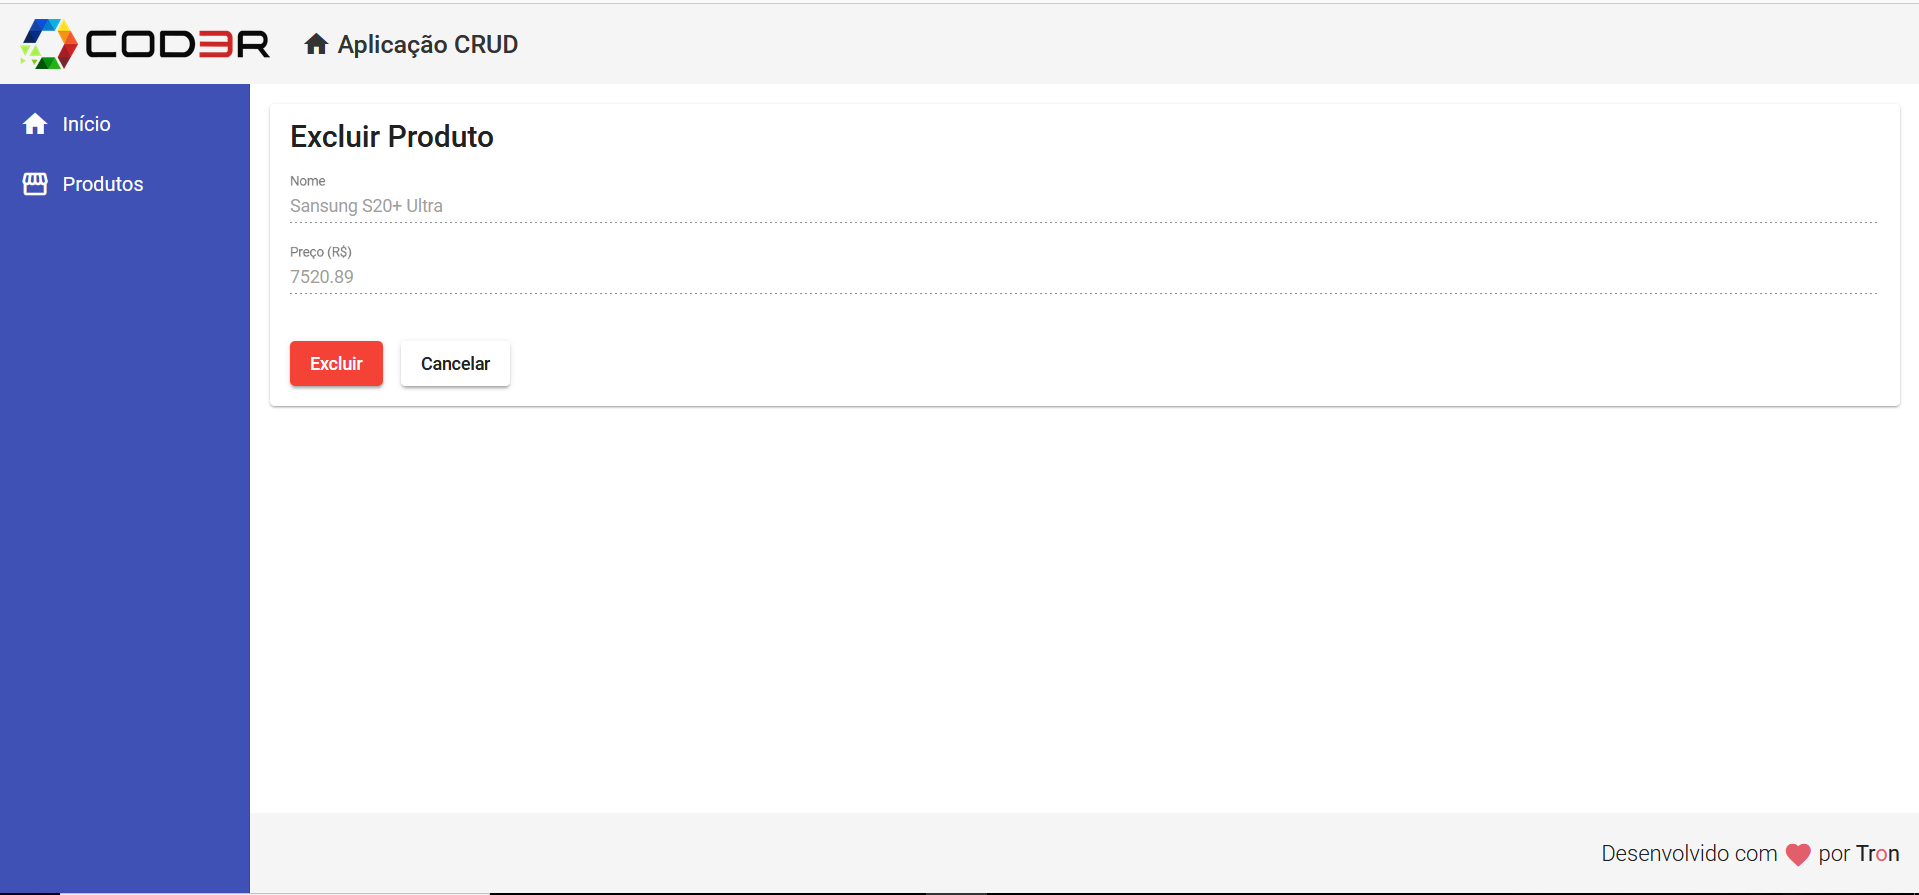 COD3R
Aplicação CRUD
Início
Produtos
Excluir Produto
Nome
Sansung S20+ Ultra
Preço (R$)
7520.89
Excluir
Cancelar
Desenvolvido com por Tron